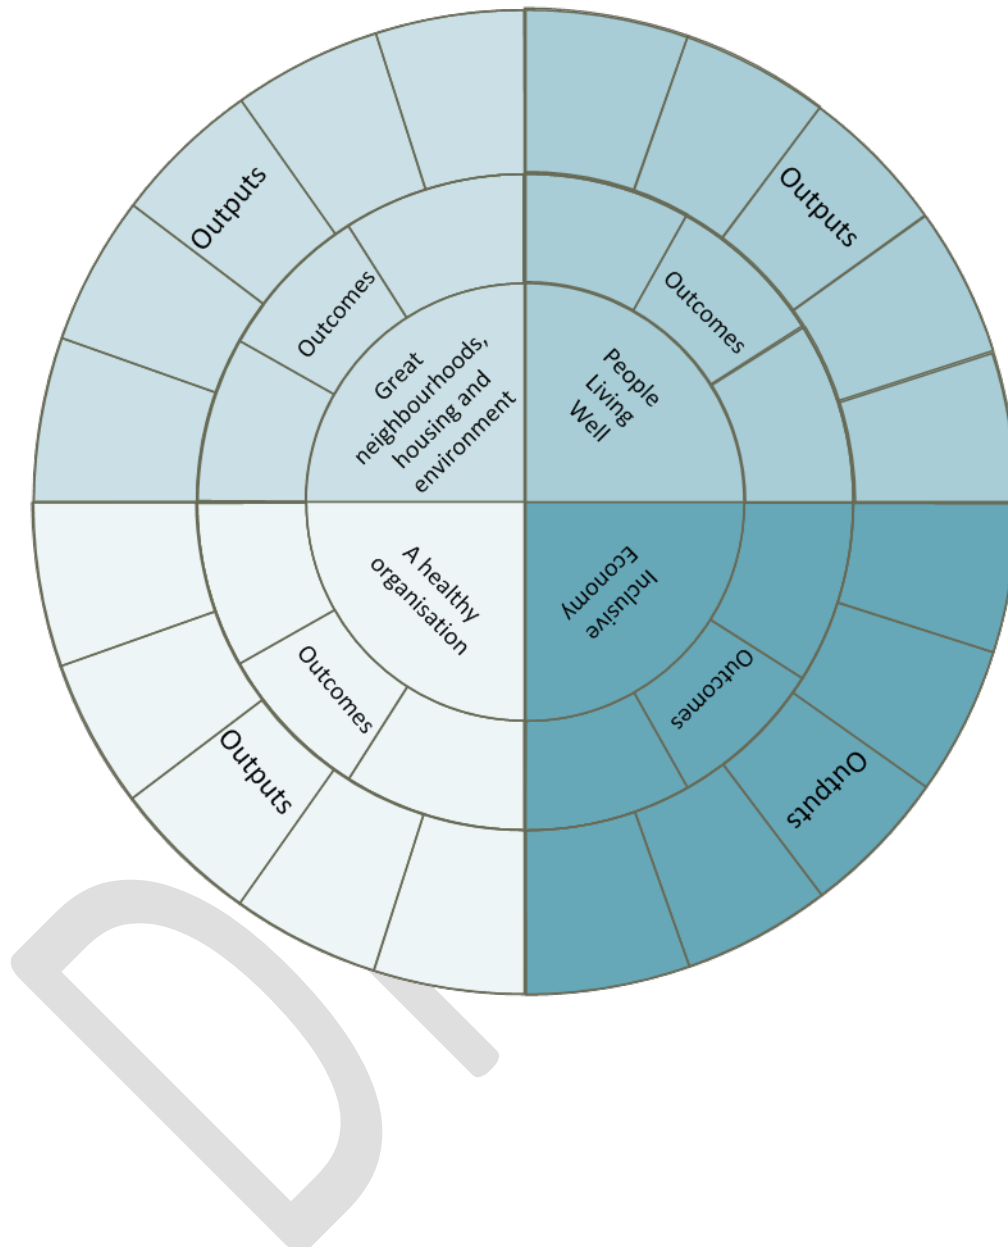 Outputs
Outcomes
Great
neighbourhoods,
housing and
environment
Outputs
Outcomes
People
Living
Well
A healthy
organisation
Outcomes
Outputs
Inclusive
Economy
Outcomes
Outputs